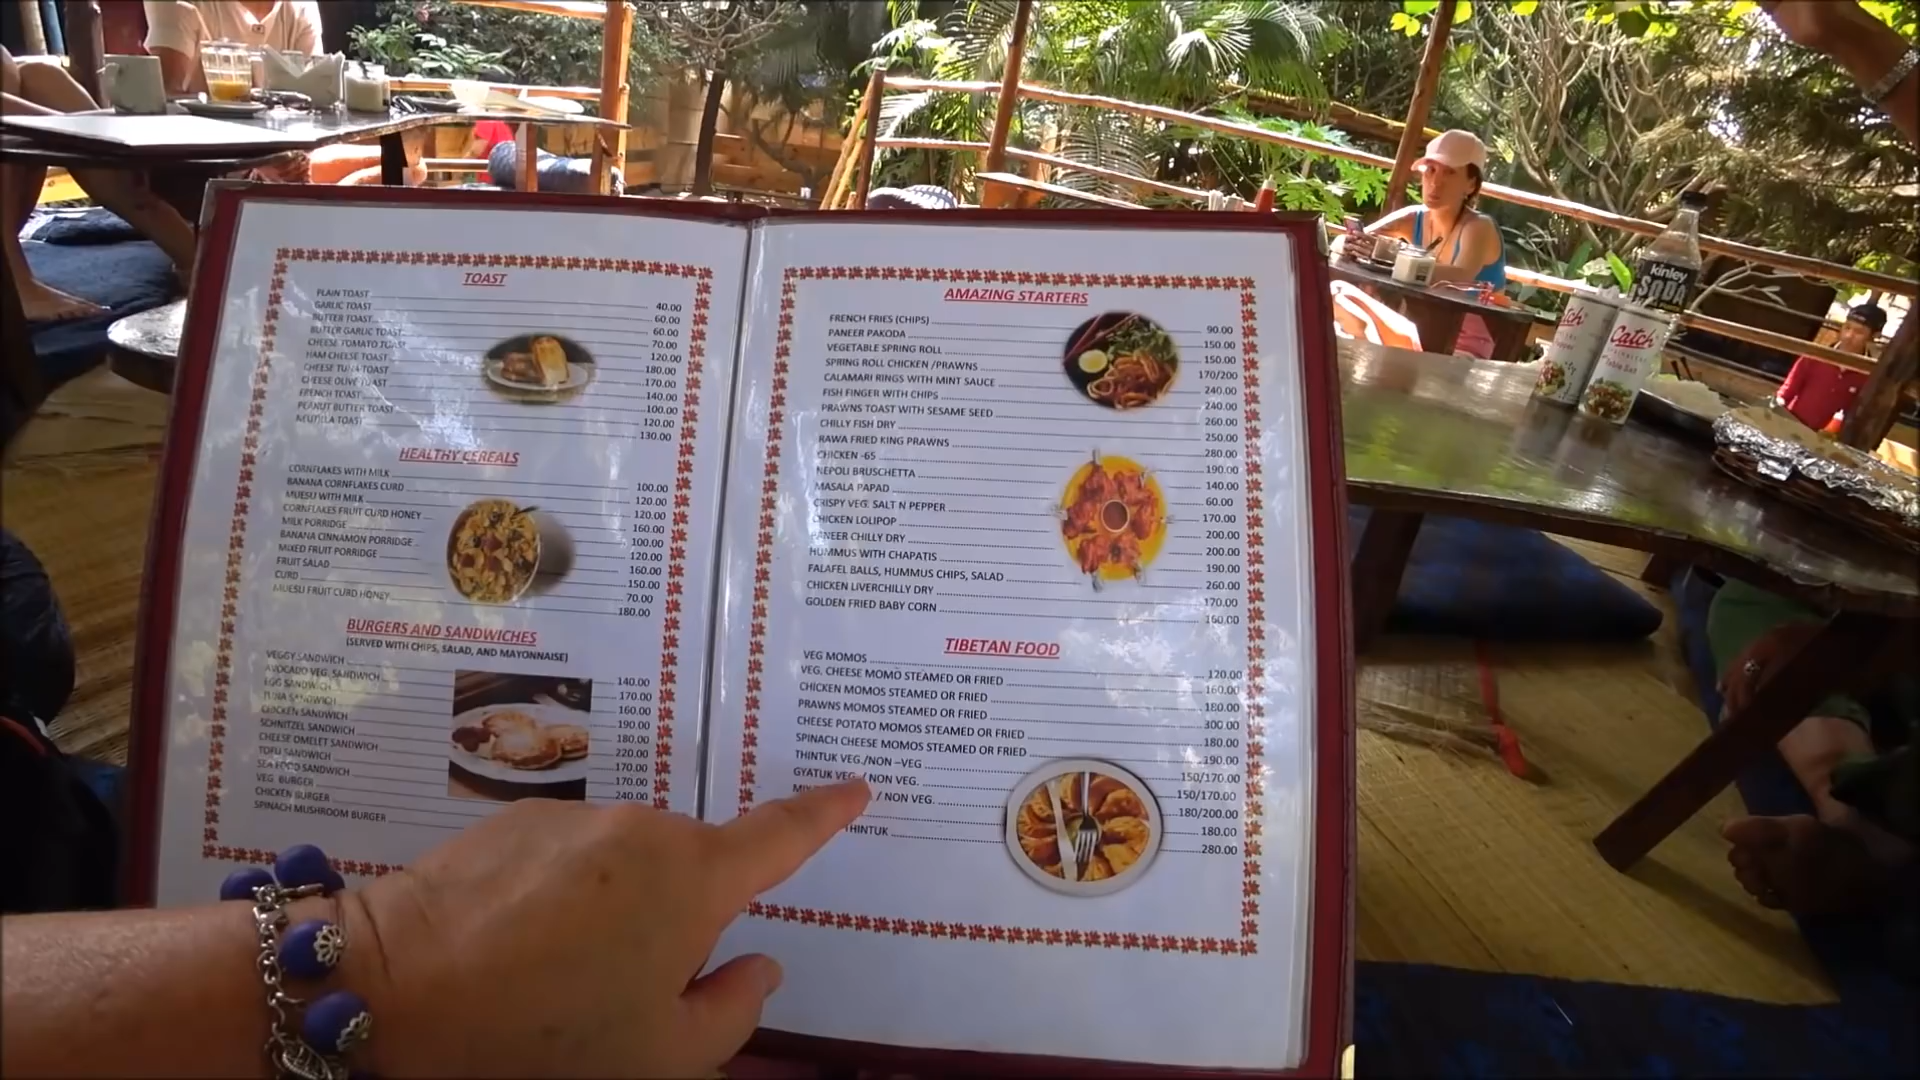 TOAST
PLAIN TOAST 40.00
GARLIC TOAST 60.00
BUTTER TOAST 60.00
BUTTER GARLIC TOAST 70.00
CHEESE TOMATO TOAST 120.00
HAM CHEESE TOAST 180.00
CHEESE TUNA TOAST 170.00
CHEESE OLIVE TOAST 140.00
FRENCH TOAST 100.00
PEANUT BUTTER TOAST 120.00
NEUTILLA TOAST 130.00
HEALTHY CEREALS
CORNFLAKES WITH MILK 100.00
BANANA CORNFLAKES CURD 120.00
MUESU WITH MILK 120.00
CORNFLAKES FRUIT CURD HONEY 160.00
MILK PORRIDGE 100.00
BANANA CINNAMON PORRIDGE 120.00
MIXED FRUIT PORRIDGE 160.00
FRUIT SALAD 150.00
CURD 70.00
MUESU FRUIT CURD HONEY 180.00
BURGERS AND SANDWICHES
(SERVED WITH CHIPS, SALAD, AND MAYONNAISE)
VEGGY SANDWICH 140.00
AVOCADO VEG. SANDWICH 170.00
EGG SANDWICH 160.00
TUNA SANDWICH 190.00
CHICKEN SANDWICH 180.00
SCHNITZEL SANDWICH 220.00
CHEESE OMELET SANDWICH 170.00
TOFU SANDWICH 170.00
SEA FOOD SANDWICH 240.00
VEG. BURGER
CHICKEN BURGER
SPINACH MUSHROOM BURGER
AMAZING STARTERS
FRENCH FRIES (CHIPS) 90.00
PANEER PAKODA 150.00
VEGETABLE SPRING ROLL 150.00
SPRING ROLL CHICKEN /PRAWNS 170/200
CALAMARI RINGS WITH MINT SAUCE 240.00
FISH FINGER WITH CHIPS 240.00
PRAWNS TOAST WITH SESAME SEED 260.00
CHILLY FISH DRY 250.00
RAWA FRIED KING PRAWNS 280.00
CHICKEN -65 190.00
NEPOLI BRUSCHETTA 140.00
MASALA PAPAD 60.00
CRISPY VEG. SALT N PEPPER 170.00
CHICKEN LOLIPOP 200.00
PANEER CHILLY DRY 200.00
HUMMUS WITH CHAPATIS 190.00
FALAFEL BALLS, HUMMUS CHIPS, SALAD 260.00
CHICKEN LIVERCHILLY DRY 170.00
GOLDEN FRIED BABY CORN 160.00
TIBETAN FOOD
VEG MOMOS 120.00
VEG. CHEESE MOMO STEAMED OR FRIED 160.00
CHICKEN MOMOS STEAMED OR FRIED 180.00
PRAWNS MOMOS STEAMED OR FRIED 300.00
CHEESE POTATO MOMOS STEAMED OR FRIED 180.00
SPINACH CHEESE MOMOS STEAMED OR FRIED 190.00
THINTUK VEG./NON –VEG 150/170.00
GYATUK VEG./ NON VEG. 150/170.00
/ NON VEG. 180/200.00
180.00
THINTUK 280.00
kinley
SODA
Catch
Table Salt